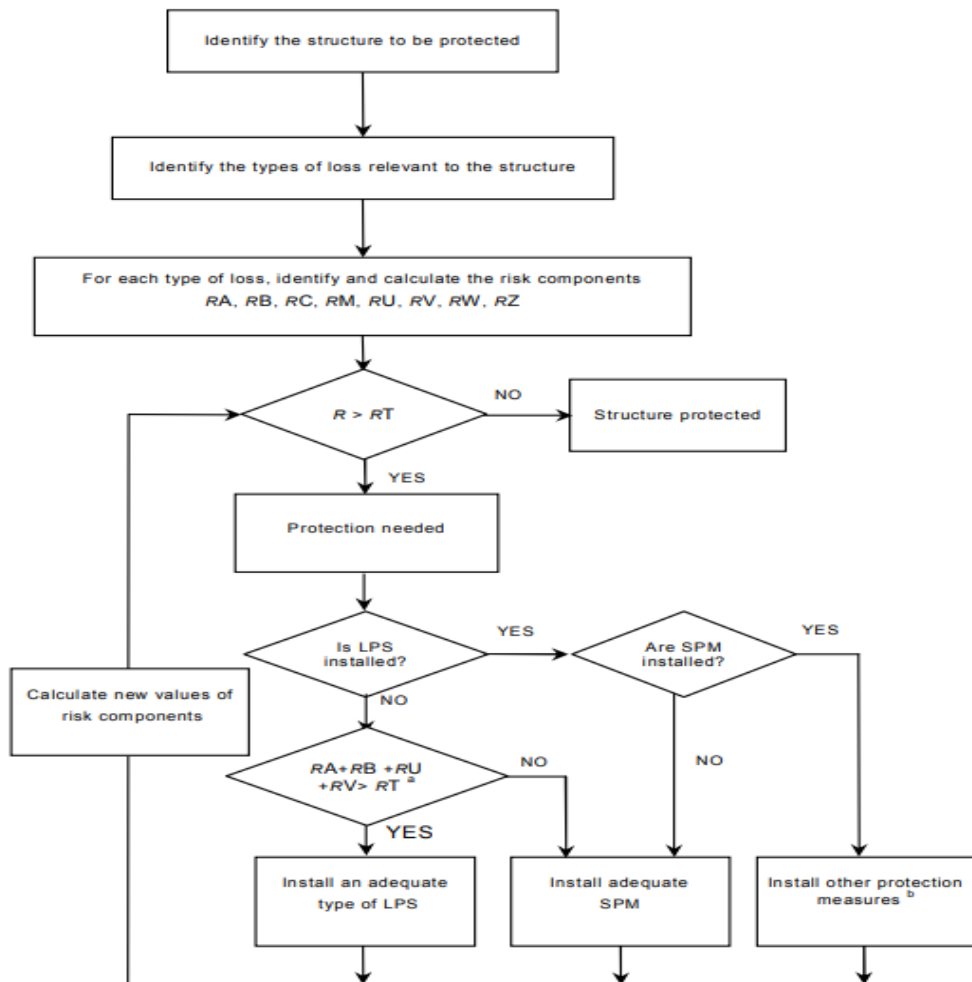 Identify the structure to be protected
Identify the types of loss relevant to the structure
For each type of loss, identify and calculate the risk components
RA, RB, RC, RM, RU, RV, RW, RZ
R > RT
NO
Structure protected
YES
Protection needed
Is LPS
installed?
YES
Are SPM
installed?
YES
Calculate new values of
risk components
NO
RA+RB +RU
+RV> RT a
NO
NO
YES
Install an adequate
type of LPS
Install adequate
SPM
Install other protection
measures b